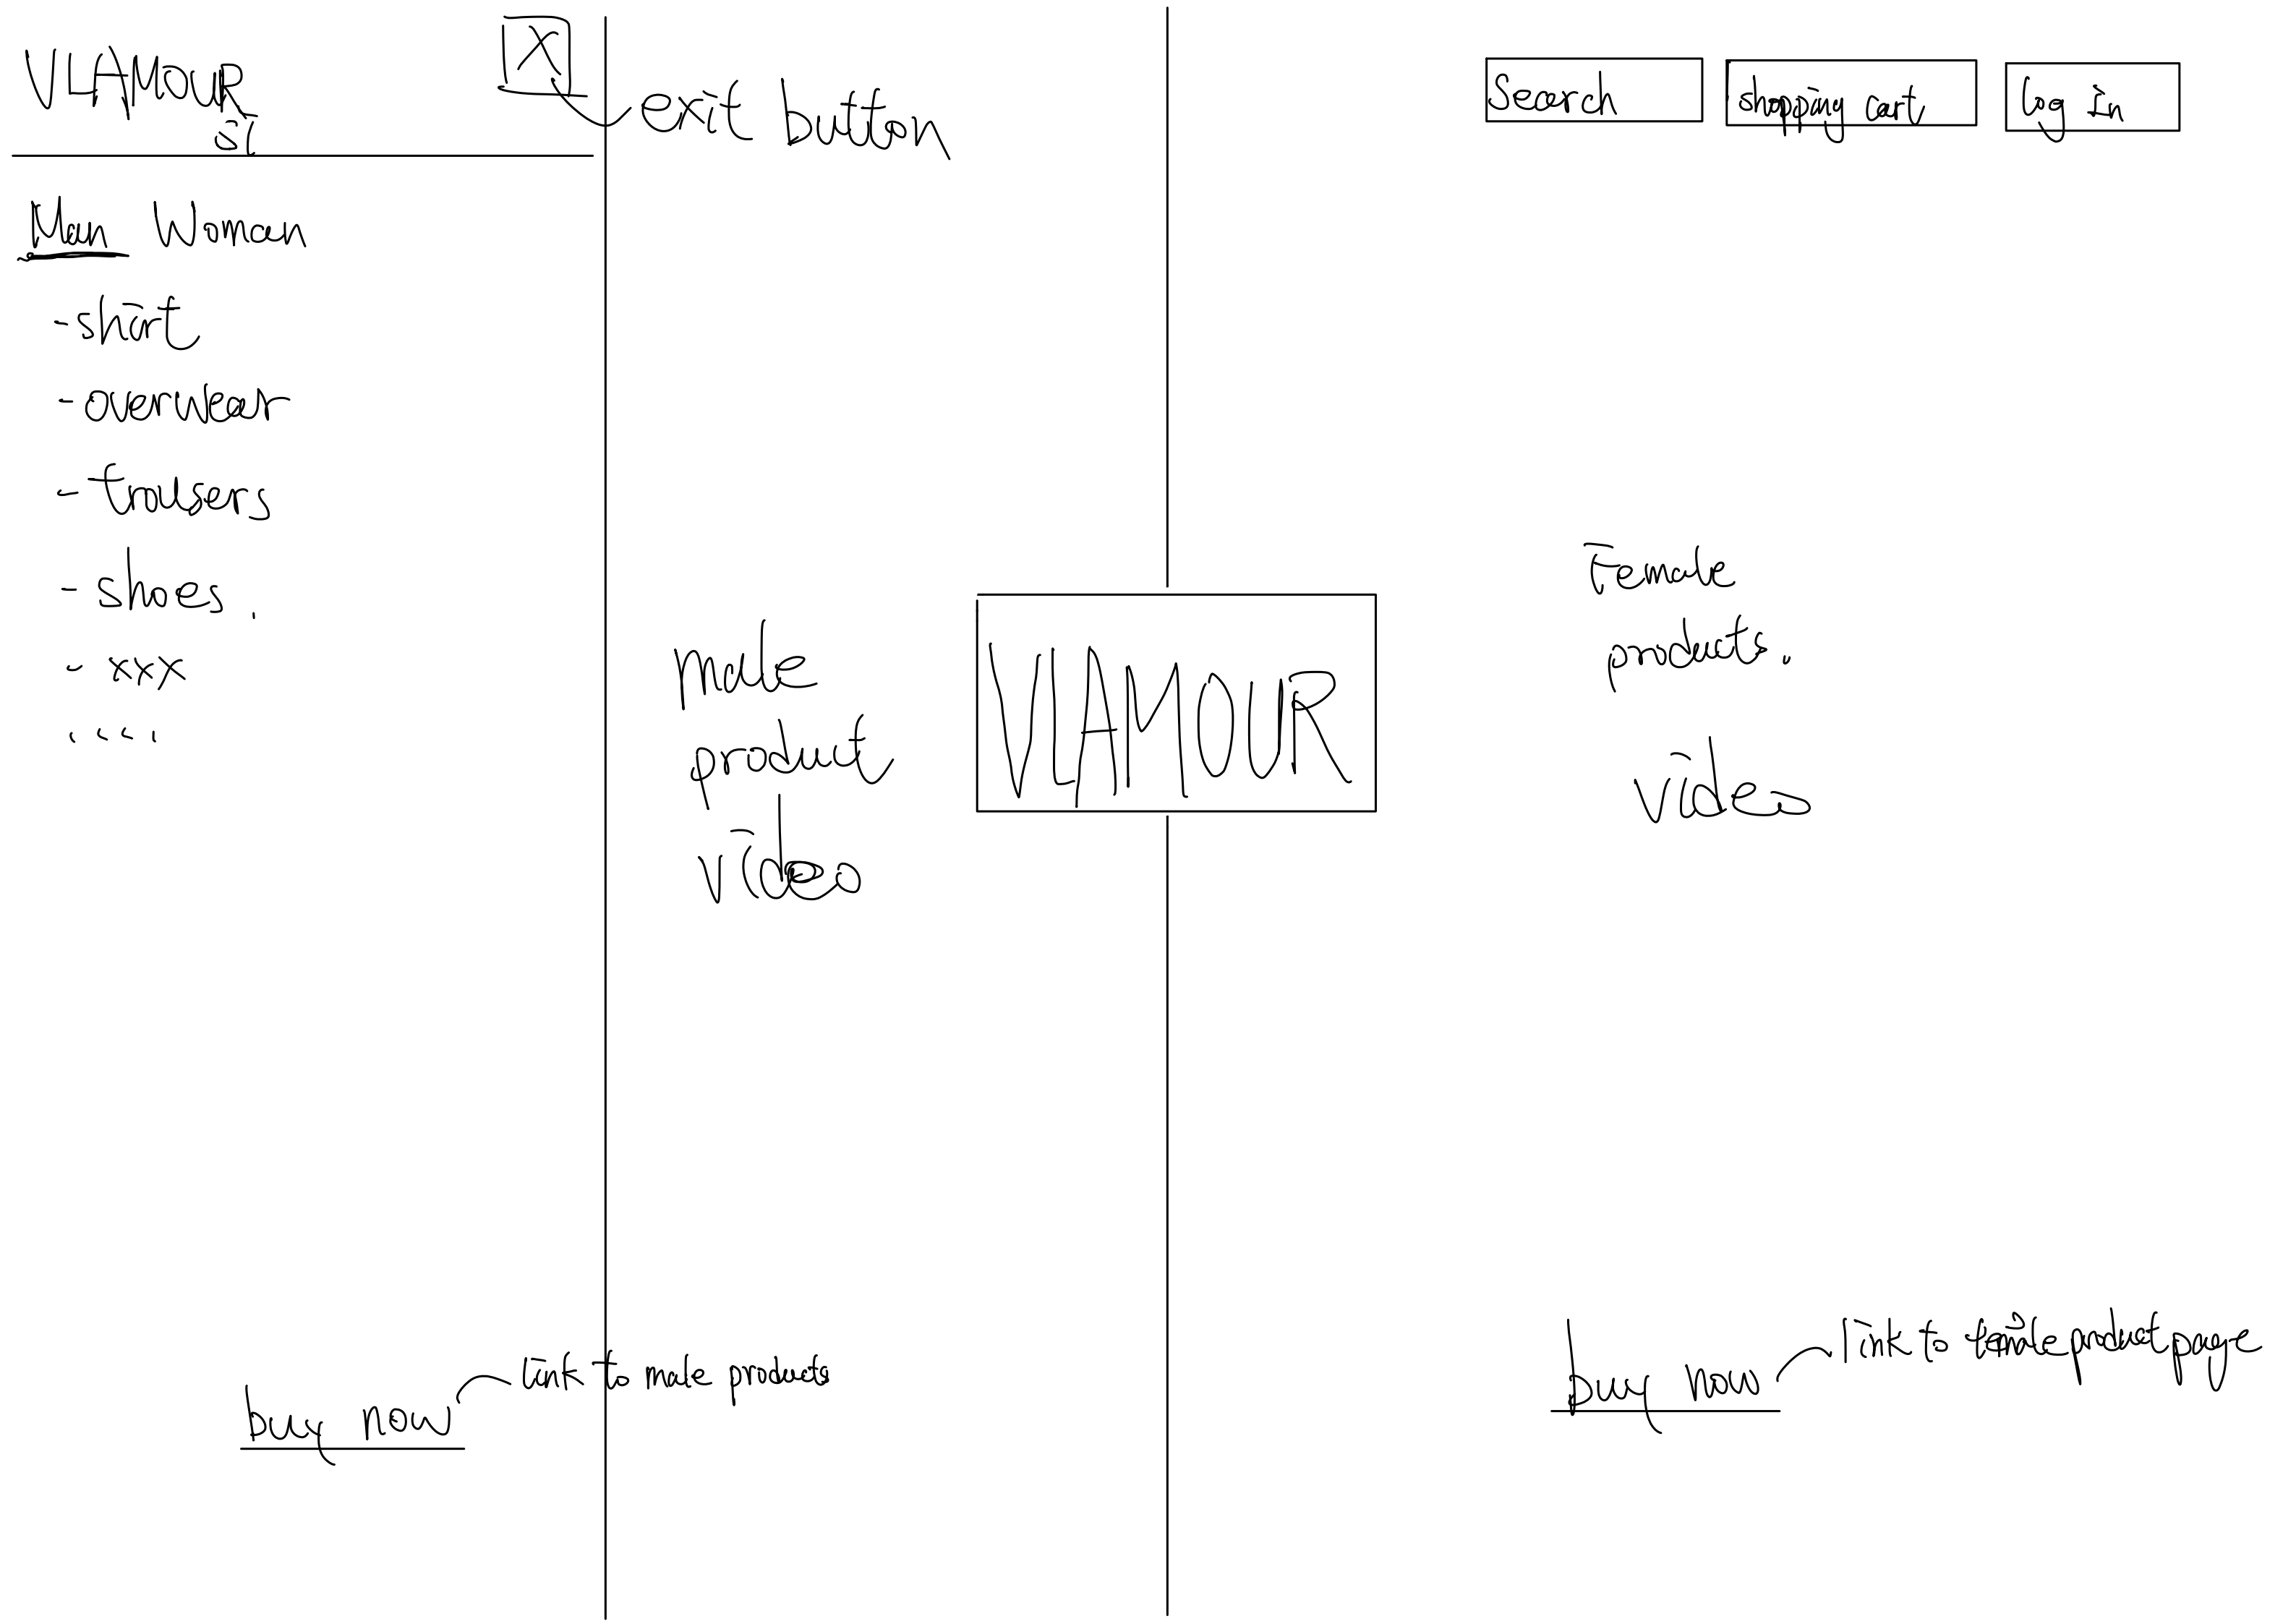 VLAMOUR
X
exit button
Search
shopping cart
Log in
Man Woman
- shirt
- overwear
- trousers
- shoes.
- xxx
....
male
product
video
VLAMOUR
Female
products.
video
buy now
link to male products
buy now
link to female product page